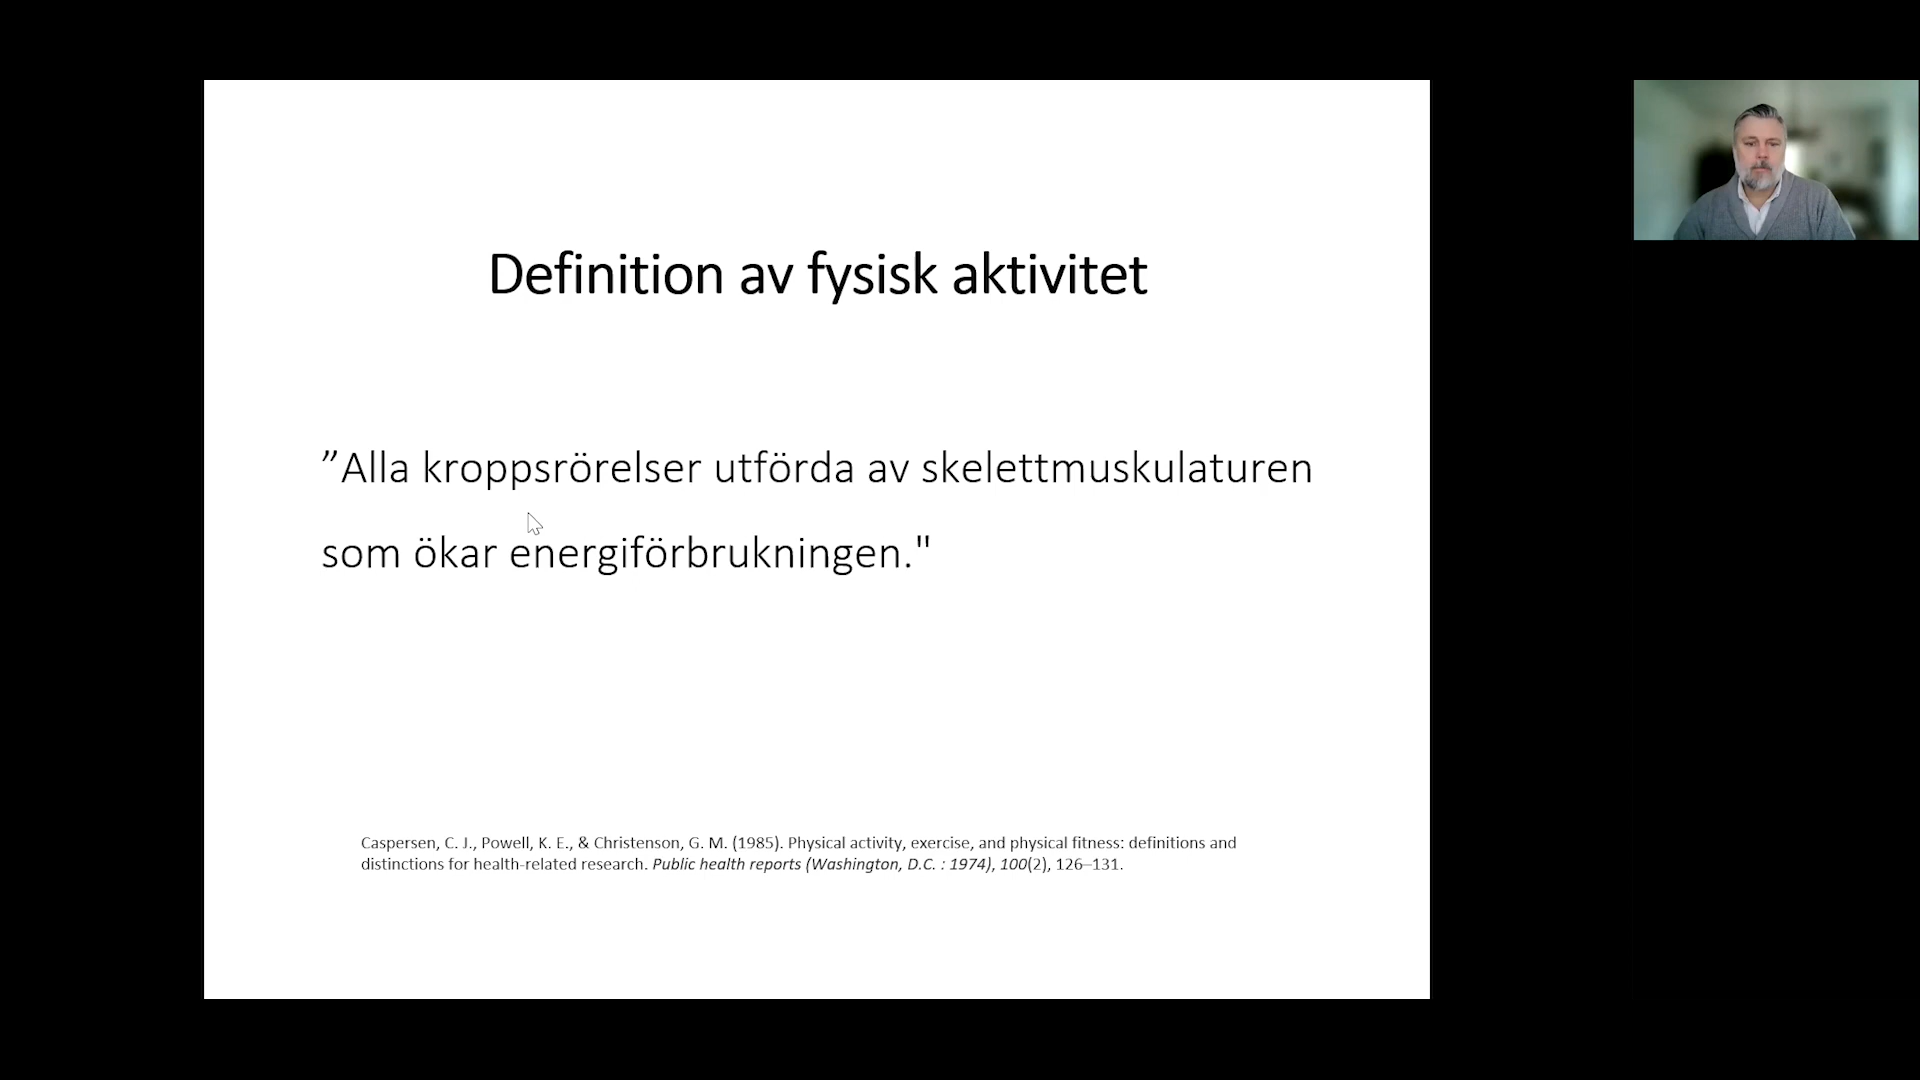 Definition av fysisk aktivitet
”Alla kroppsrörelser utförda av skelettmuskulaturen
som ökar energiförbrukningen."
Caspersen, C. J., Powell, K. E., & Christenson, G. M. (1985). Physical activity, exercise, and physical fitness: definitions and
distinctions for health-related research. Public health reports (Washington, D.C. : 1974), 100(2), 126–131.